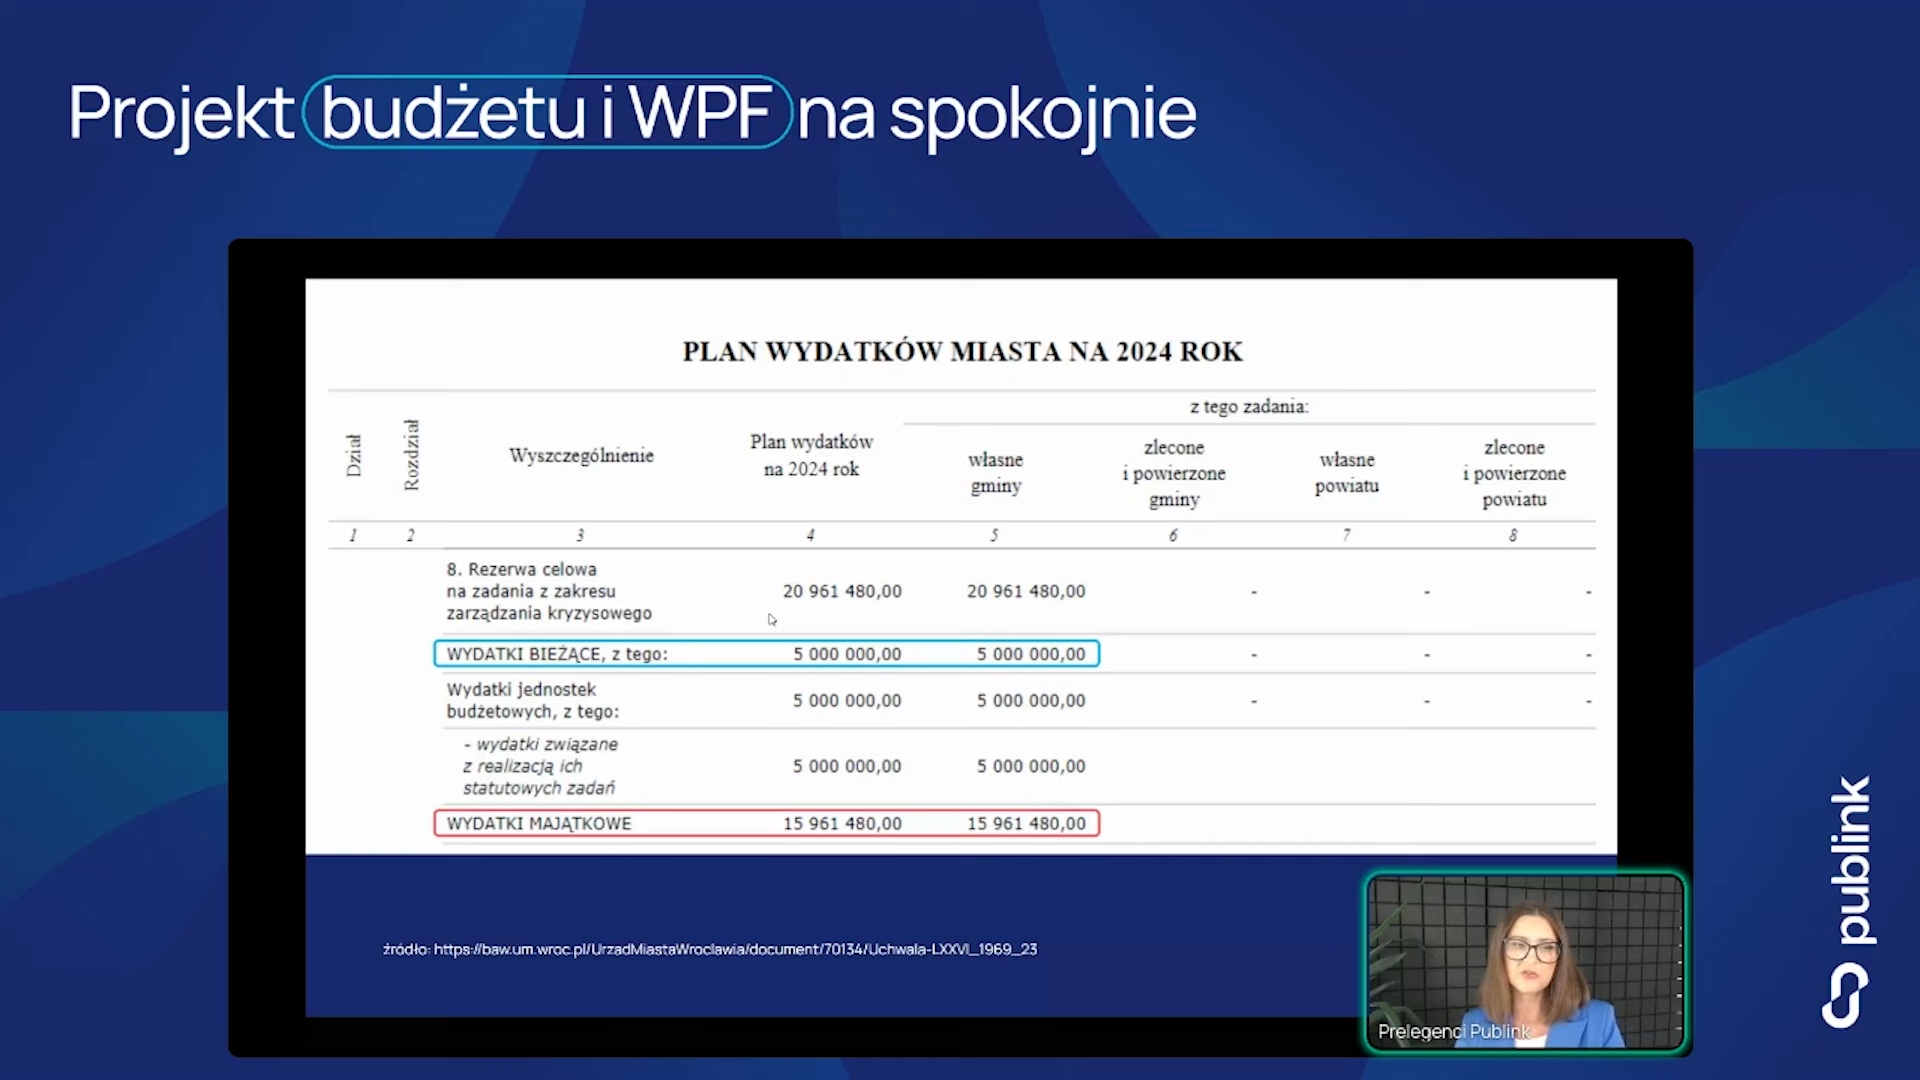 Projekt budżetu i WPF na spokojnie
PLAN WYDATKÓW MIASTA NA 2024 ROK
Dział
Rozdział
Wyszczególnienie
Plan wydatków
na 2024 rok
z tego zadania:
własne
gminy
zlecone
i powierzone
gminy
własne
powiatu
zlecone
i powierzone
powiatu
1 2 3 4 5 6 7 8
8. Rezerwa celowa
na zadania z zakresu
zarządzania kryzysowego
20 961 480,00 20 961 480,00 - - -
WYDATKI BIEŻĄCE, z tego: 5 000 000,00 5 000 000,00 - - -
Wydatki jednostek
budżetowych, z tego:
5 000 000,00 5 000 000,00 - - -
- wydatki związane
z realizacją ich
statutowych zadań
5 000 000,00 5 000 000,00
WYDATKI MAJĄTKOWE 15 961 480,00 15 961 480,00
źródło: https://baw.um.wroc.pl/UrzadMiastaWroclawia/document/70134/Uchwala-LXXVI_1969_23
Prelegenci Publink
publink